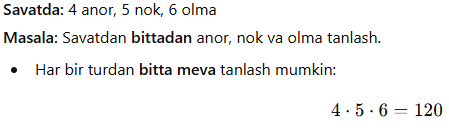 Savatda: 4 anor, 5 nok, 6 olma
Masala: Savatdan bittadan anor, nok va olma tanlash.
• Har bir turdan bitta meva tanlash mumkin:
4 · 5 · 6 = 120